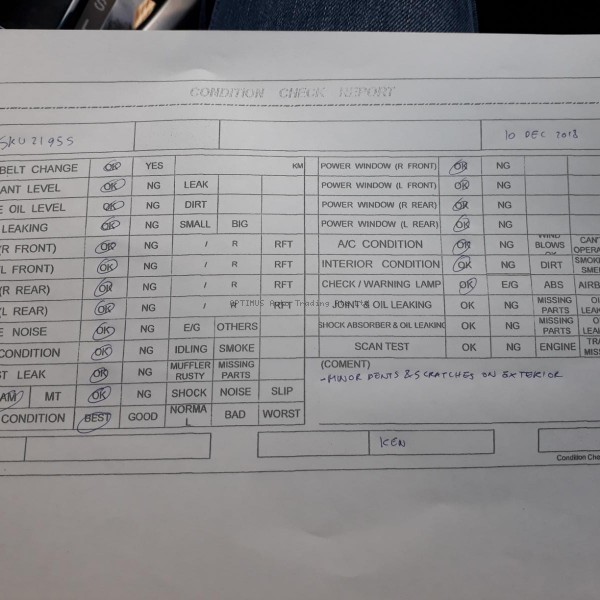 CONDITION CHECK REPORT
SKU 2195S
10 DEC 2018
BELT CHANGE OK YES KM POWER WINDOW (R FRONT) OK NG
ANT LEVEL OK NG LEAK POWER WINDOW (L FRONT) OK NG
E OIL LEVEL OK NG DIRT POWER WINDOW (R REAR) OK NG
LEAKING OK NG SMALL BIG POWER WINDOW (L REAR) OK NG
(R FRONT) OK NG / R RFT A/C CONDITION OK NG WIND BLOWS CAN'T OPERA
L FRONT) OK NG / R RFT INTERIOR CONDITION OK NG DIRT SMOKE SME
(R REAR) OK NG / R RFT CHECK / WARNING LAMP OK E/G ABS AIRB
(L REAR) OK NG / R RFT JOINT & OIL LEAKING OK NG MISSING PARTS OIL LEAK
OPTIMUS Auto Trading
E NOISE OK NG E/G OTHERS SHOCK ABSORBER & OIL LEAKING OK NG MISSING PARTS OIL LEAK
CONDITION OK NG IDLING SMOKE SCAN TEST OK NG ENGINE TRA MISS
ST LEAK OK NG MUFFLER RUSTY MISSING PARTS (COMENT)
-MINOR DENTS & SCRATCHES ON EXTERIOR
AM MT OK NG SHOCK NOISE SLIP
CONDITION BEST GOOD NORMAL BAD WORST
KEN
Condition Che